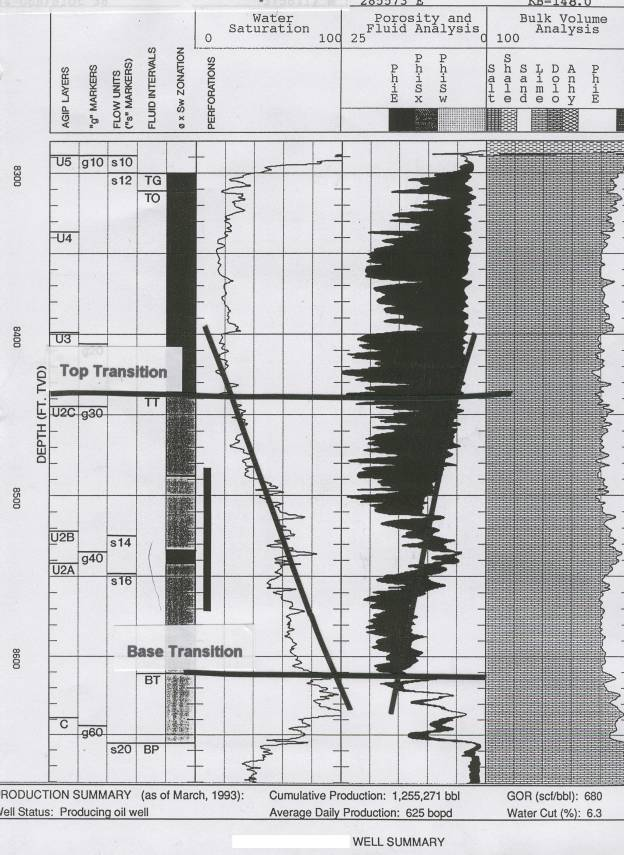 285573 E KB=148.0
Water Saturation
0 100
Porosity and Fluid Analysis
25 0
Bulk Volume Analysis
100
AGIP LAYERS
"g" MARKERS
FLOW UNITS ("s" MARKERS)
FLUID INTERVALS
ø x Sw ZONATION
PERFORATIONS
PhiE
PhiSx
PhiSw
Salt
Shale
Sand
Lime
Dolo
Anhy
PhiE
DEPTH (FT. TVD)
U5 g10 s10
8300
s12 TG
TO
U4
8400
U3
Top Transition
TT
U2C g30
8500
U2B
s14
g40
U2A
s16
Base Transition
8600
BT
C
g60
s20 BP
RODUCTION SUMMARY (as of March, 1993): Cumulative Production: 1,255,271 bbl GOR (scf/bbl): 680
Well Status: Producing oil well Average Daily Production: 625 bopd Water Cut (%): 6.3
WELL SUMMARY